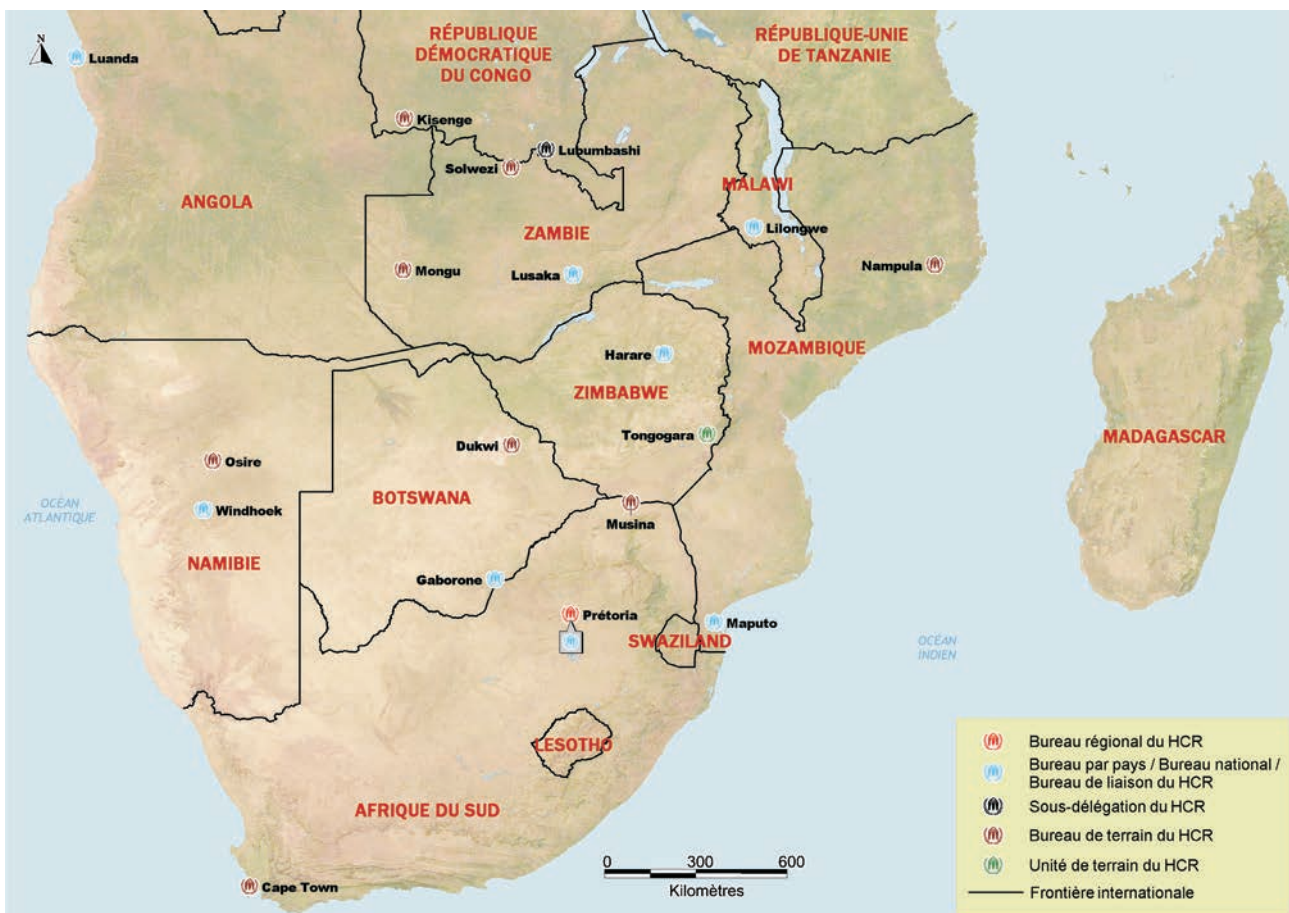 N
Luanda
RÉPUBLIQUE
DÉMOCRATIQUE
DU CONGO
RÉPUBLIQUE-UNIE
DE TANZANIE
Kisenge
Lubumbashi
Solwezi
ANGOLA
MALAWI
ZAMBIE
Lilongwe
Mongu
Lusaka
Nampula
Harare
MOZAMBIQUE
ZIMBABWE
Dukwi
Tongogara
MADAGASCAR
Osire
OCÉAN
ATLANTIQUE
Windhoek
BOTSWANA
Musina
NAMIBIE
Gaborone
Prétoria
Maputo
SWAZILAND
OCÉAN
INDIEN
LESOTHO
AFRIQUE DU SUD
Cape Town
0 300 600
Kilomètres
Bureau régional du HCR
Bureau par pays / Bureau national /
Bureau de liaison du HCR
Sous-délégation du HCR
Bureau de terrain du HCR
Unité de terrain du HCR
Frontière internationale